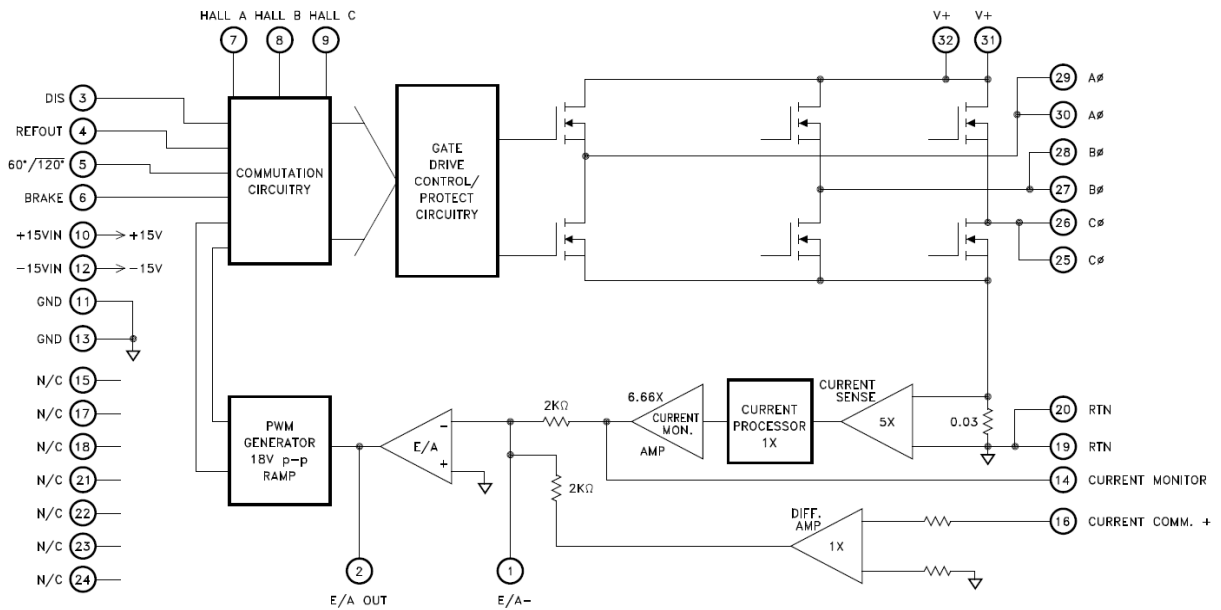 HALL A HALL B HALL C
7 8 9
V+ V+
32 31
DIS 3
REFOUT 4
60°/120° 5
BRAKE 6
+15VIN 10 +15V
-15VIN 12 -15V
GND 11
GND 13
N/C 15
N/C 17
N/C 18
N/C 21
N/C 22
N/C 23
N/C 24
COMMUTATION
CIRCUITRY
GATE
DRIVE
CONTROL/
PROTECT
CIRCUITRY
29 AØ
30 AØ
28 BØ
27 BØ
26 CØ
25 CØ
PWM
GENERATOR
18V p-p
RAMP
E/A
-
+
2KΩ
2KΩ
6.66X
CURRENT
MON.
AMP
CURRENT
PROCESSOR
1X
CURRENT
SENSE
5X
0.03
20 RTN
19 RTN
14 CURRENT MONITOR
16 CURRENT COMM. +
DIFF.
AMP
1X
2
E/A OUT
1
E/A-